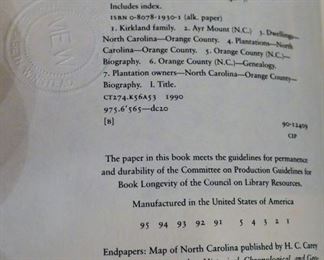 Includes index.
ISBN 0-8078-1930-1 (alk. paper)
1. Kirkland family. 2. Ayr Mount (N.C.) 3. Dwellings—
North Carolina—Orange County. 4. Plantations—North
Carolina—Orange County. 5. Orange County (N.C.)—
Biography. 6. Orange County (N.C.)—Genealogy.
7. Plantation owners—North Carolina—Orange County—
Biography. I. Title.
CT274.K56A53 1990
975.6'565—dc20
[B]
90-12409
CIP
The paper in this book meets the guidelines for permanence
and durability of the Committee on Production Guidelines for
Book Longevity of the Council on Library Resources.
Manufactured in the United States of America
95 94 93 92 91 5 4 3 2 1
Endpapers: Map of North Carolina published by H. C. Carey